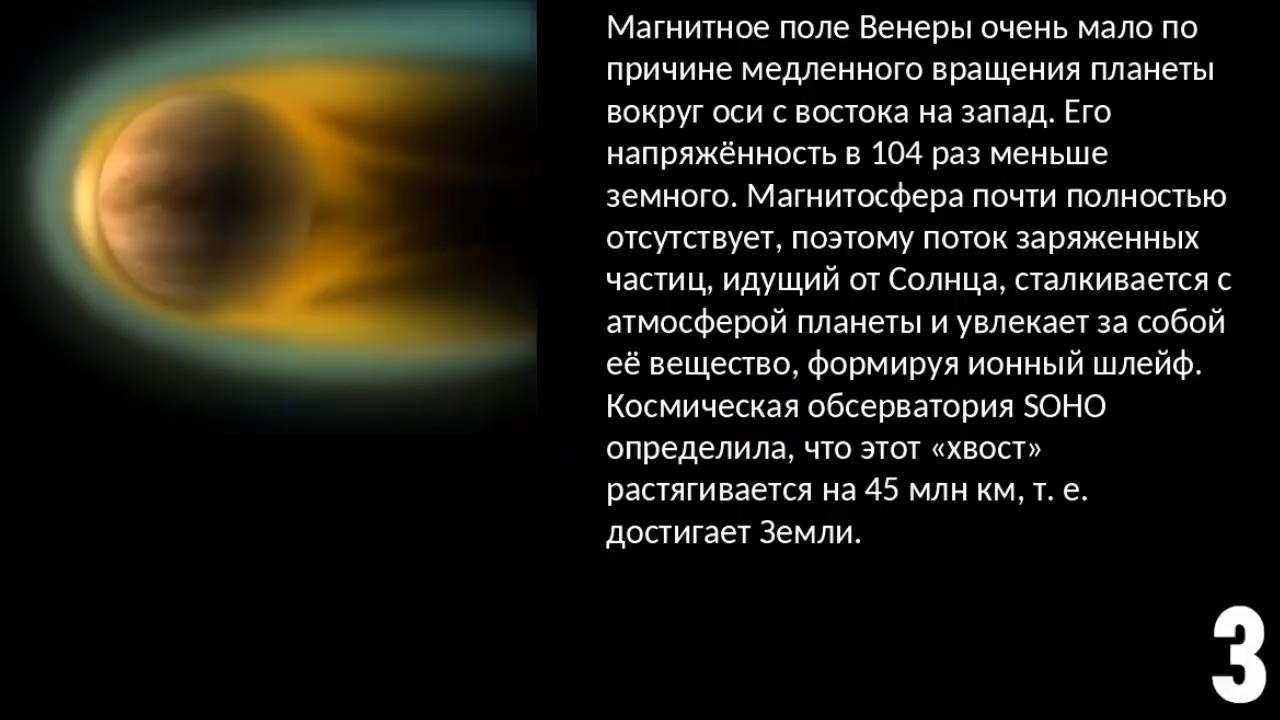 Магнитное поле Венеры очень мало по
причине медленного вращения планеты
вокруг оси с востока на запад. Его
напряжённость в 104 раз меньше
земного. Магнитосфера почти полностью
отсутствует, поэтому поток заряженных
частиц, идущий от Солнца, сталкивается с
атмосферой планеты и увлекает за собой
её вещество, формируя ионный шлейф.
Космическая обсерватория SOHO
определила, что этот «хвост»
растягивается на 45 млн км, т. е.
достигает Земли.
3